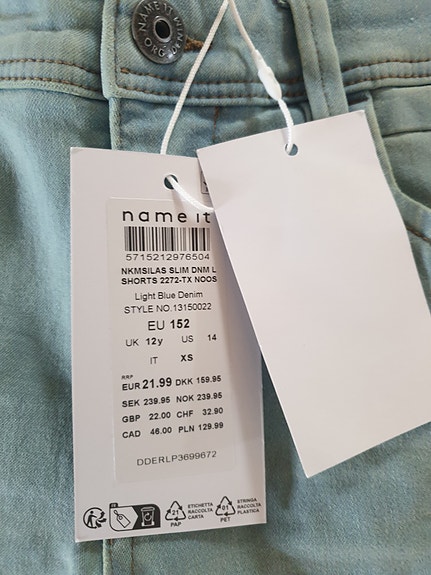 NAME IT
ORG
name it
5715212976504
NKMSILAS SLIM DNM L
SHORTS 2272-TX NOOS
Light Blue Denim
STYLE NO.13150022
EU 152
UK 12y US 14
IT XS
RRP
EUR 21.99 DKK 159.95
SEK 239.95 NOK 239.95
GBP 22.00 CHF 32.90
CAD 46.00 PLN 129.99
DDERLP3699672
FR
21
PAP
ETICHETTA
RACCOLTA
CARTA
01
PET
STRINGA
RACCOLTA
PLASTICA